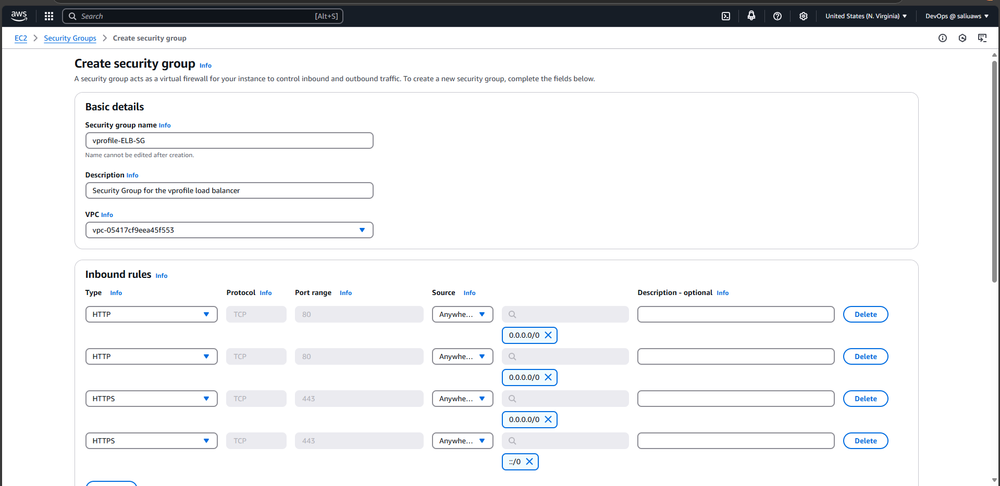 aws
Search [Alt+S]
United States (N. Virginia)
DevOps @ saliuaws
EC2 Security Groups Create security group
Create security group Info
A security group acts as a virtual firewall for your instance to control inbound and outbound traffic. To create a new security group, complete the fields below.
Basic details
Security group name Info
vprofile-ELB-SG
Name cannot be edited after creation.
Description Info
Security Group for the vprofile load balancer
VPC Info
vpc-05417cf9eea45f553
Inbound rules Info
Type Info Protocol Info Port range Info Source Info Description - optional Info
HTTP TCP 80 Anywhe... Delete
0.0.0.0/0
HTTP TCP 80 Anywhe... Delete
0.0.0.0/0
HTTPS TCP 443 Anywhe... Delete
0.0.0.0/0
HTTPS TCP 443 Anywhe... Delete
::/0